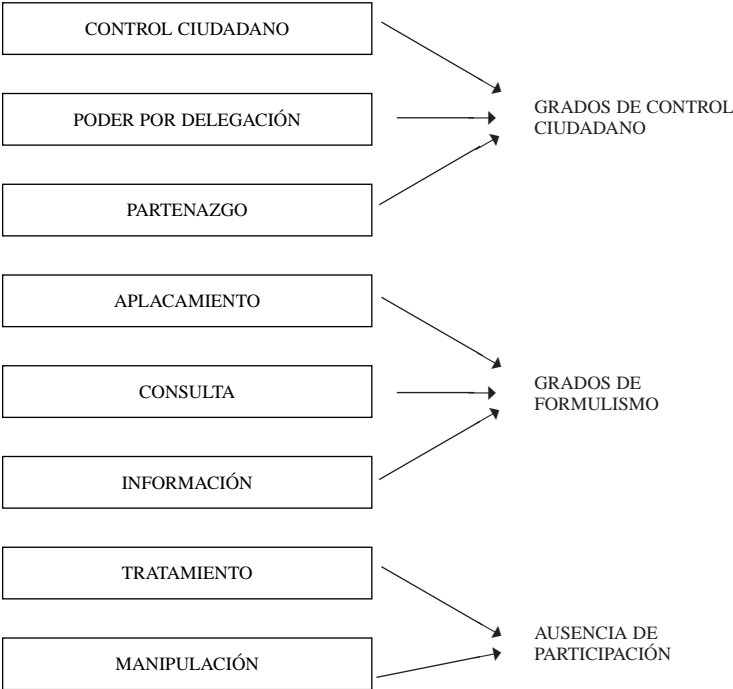 CONTROL CIUDADANO
PODER POR DELEGACIÓN
PARTENAZGO
GRADOS DE CONTROL
CIUDADANO
APLACAMIENTO
CONSULTA
INFORMACIÓN
GRADOS DE
FORMULISMO
TRATAMIENTO
MANIPULACIÓN
AUSENCIA DE
PARTICIPACIÓN